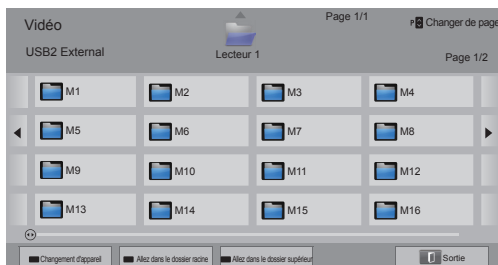 Vidéo
Page 1/1
P Changer de page
USB2 External
Lecteur 1
Page 1/2
M1 M2 M3 M4
M5 M6 M7 M8
M9 M10 M11 M12
M13 M14 M15 M16
Changement d'appareil Allez dans le dossier racine Allez dans le dossier supérieur Sortie